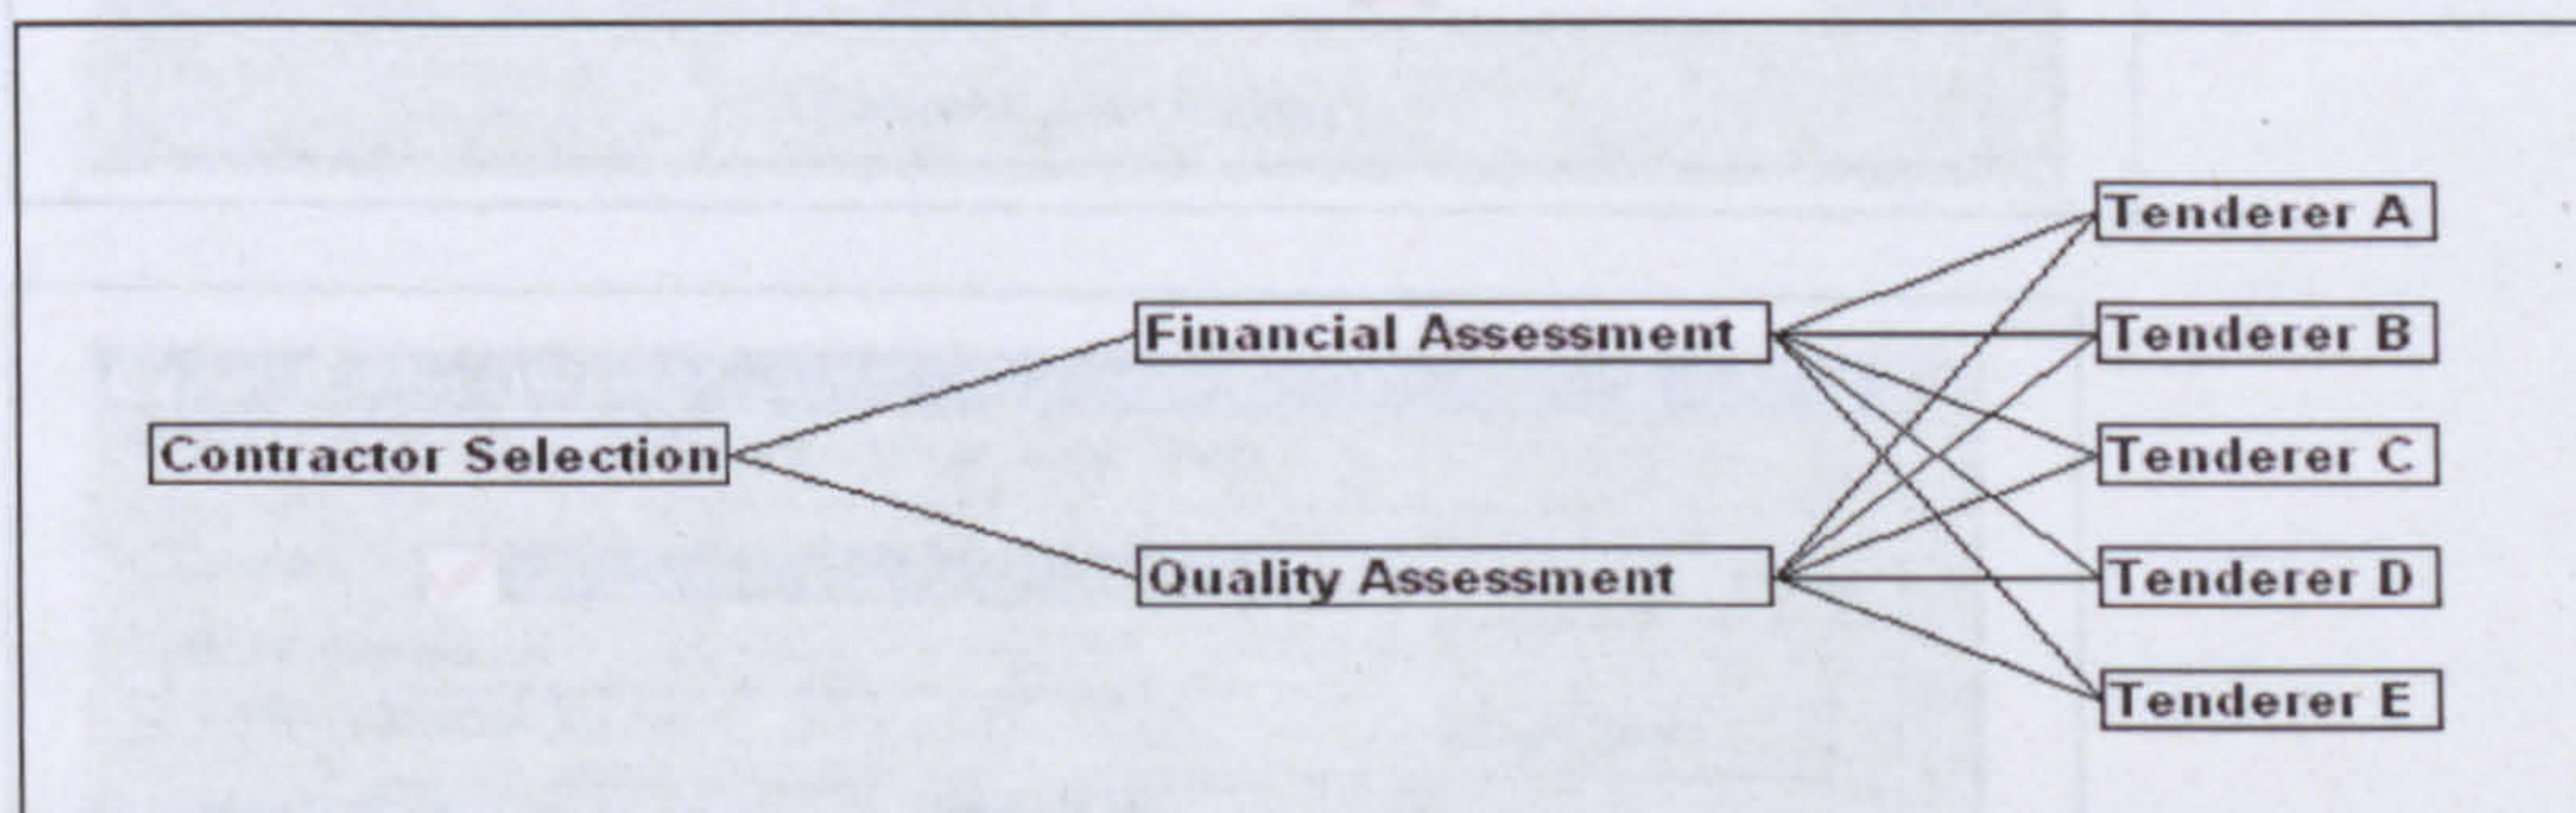 Contractor Selection
Financial Assessment
Quality Assessment
Tenderer A
Tenderer B
Tenderer C
Tenderer D
Tenderer E